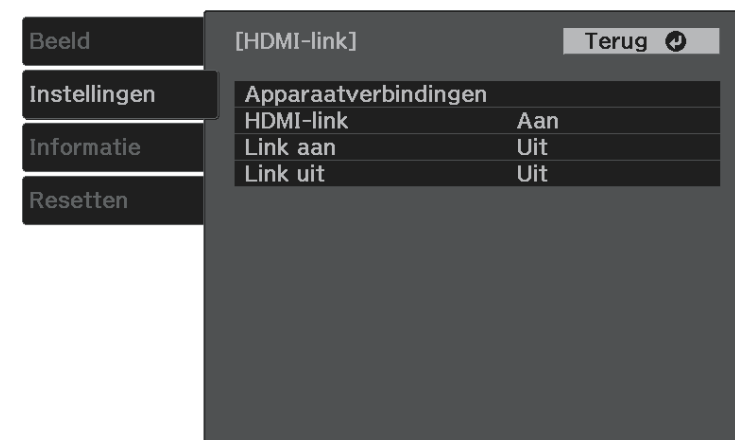 Beeld
Instellingen
Informatie
Resetten
[HDMI-link] Terug
Apparaatverbindingen
HDMI-link Aan
Link aan Uit
Link uit Uit